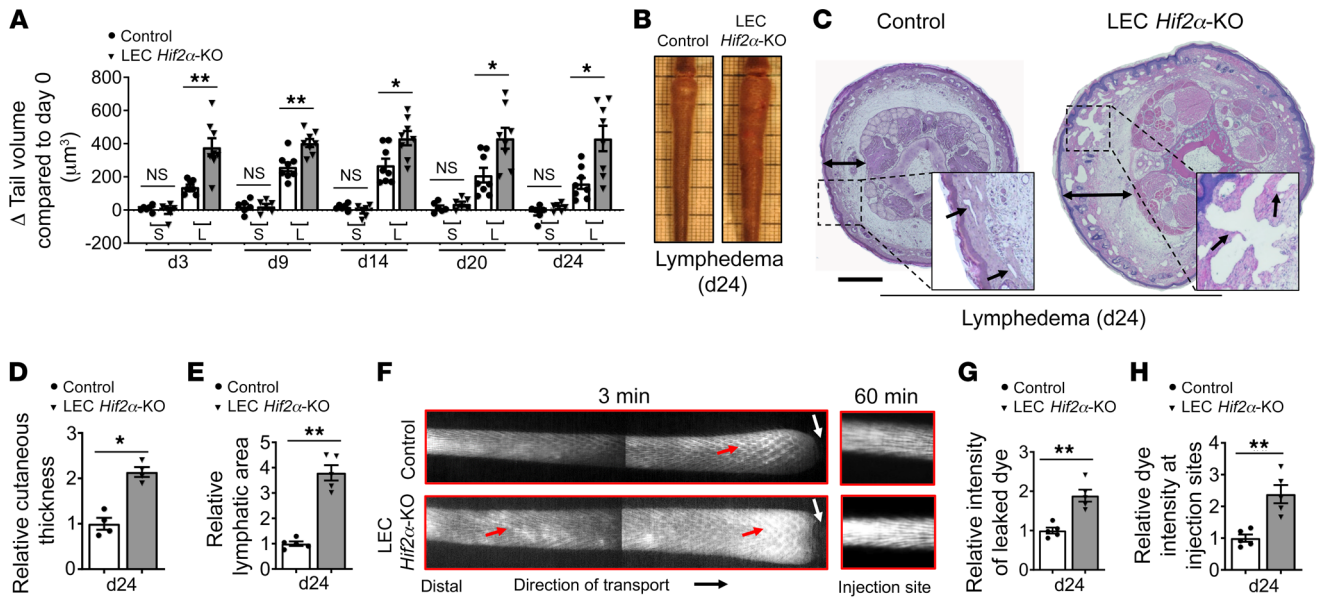 A
Control
LEC Hif2α-KO
Δ Tail volume
compared to day 0
(μm³)
800
600
400
200
0
-200
NS
**
NS
**
NS
*
NS
*
NS
*
S
L
S
L
S
L
S
L
S
L
d3
d9
d14
d20
d24
B
Control
LEC
Hif2α-KO
Lymphedema
(d24)
C
Control
LEC Hif2α-KO
Lymphedema (d24)
D
Control
LEC Hif2α-KO
Relative cutaneous
thickness
3
2
1
0
*
d24
E
Control
LEC Hif2α-KO
Relative
lymphatic area
5
4
3
2
1
0
**
d24
F
3 min
60 min
Control
LEC
Hif2α-KO
Distal
Direction of transport
Injection site
G
Control
LEC Hif2α-KO
Relative intensity
of leaked dye
3
2
1
0
**
d24
H
Control
LEC Hif2α-KO
Relative dye
intensity at
injection sites
4
3
2
1
0
**
d24